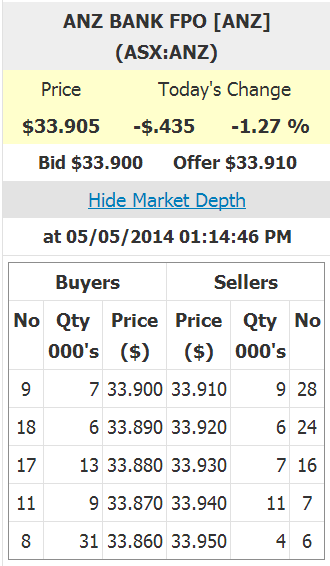 ANZ BANK FPO [ANZ]
(ASX:ANZ)
Price Today's Change
$33.905 -$.435 -1.27 %
Bid $33.900 Offer $33.910
Hide Market Depth
at 05/05/2014 01:14:46 PM
Buyers Sellers
No Qty Price Price Qty No
000's ($) ($) 000's
9 7 33.900 33.910 9 28
18 6 33.890 33.920 6 24
17 13 33.880 33.930 7 16
11 9 33.870 33.940 11 7
8 31 33.860 33.950 4 6